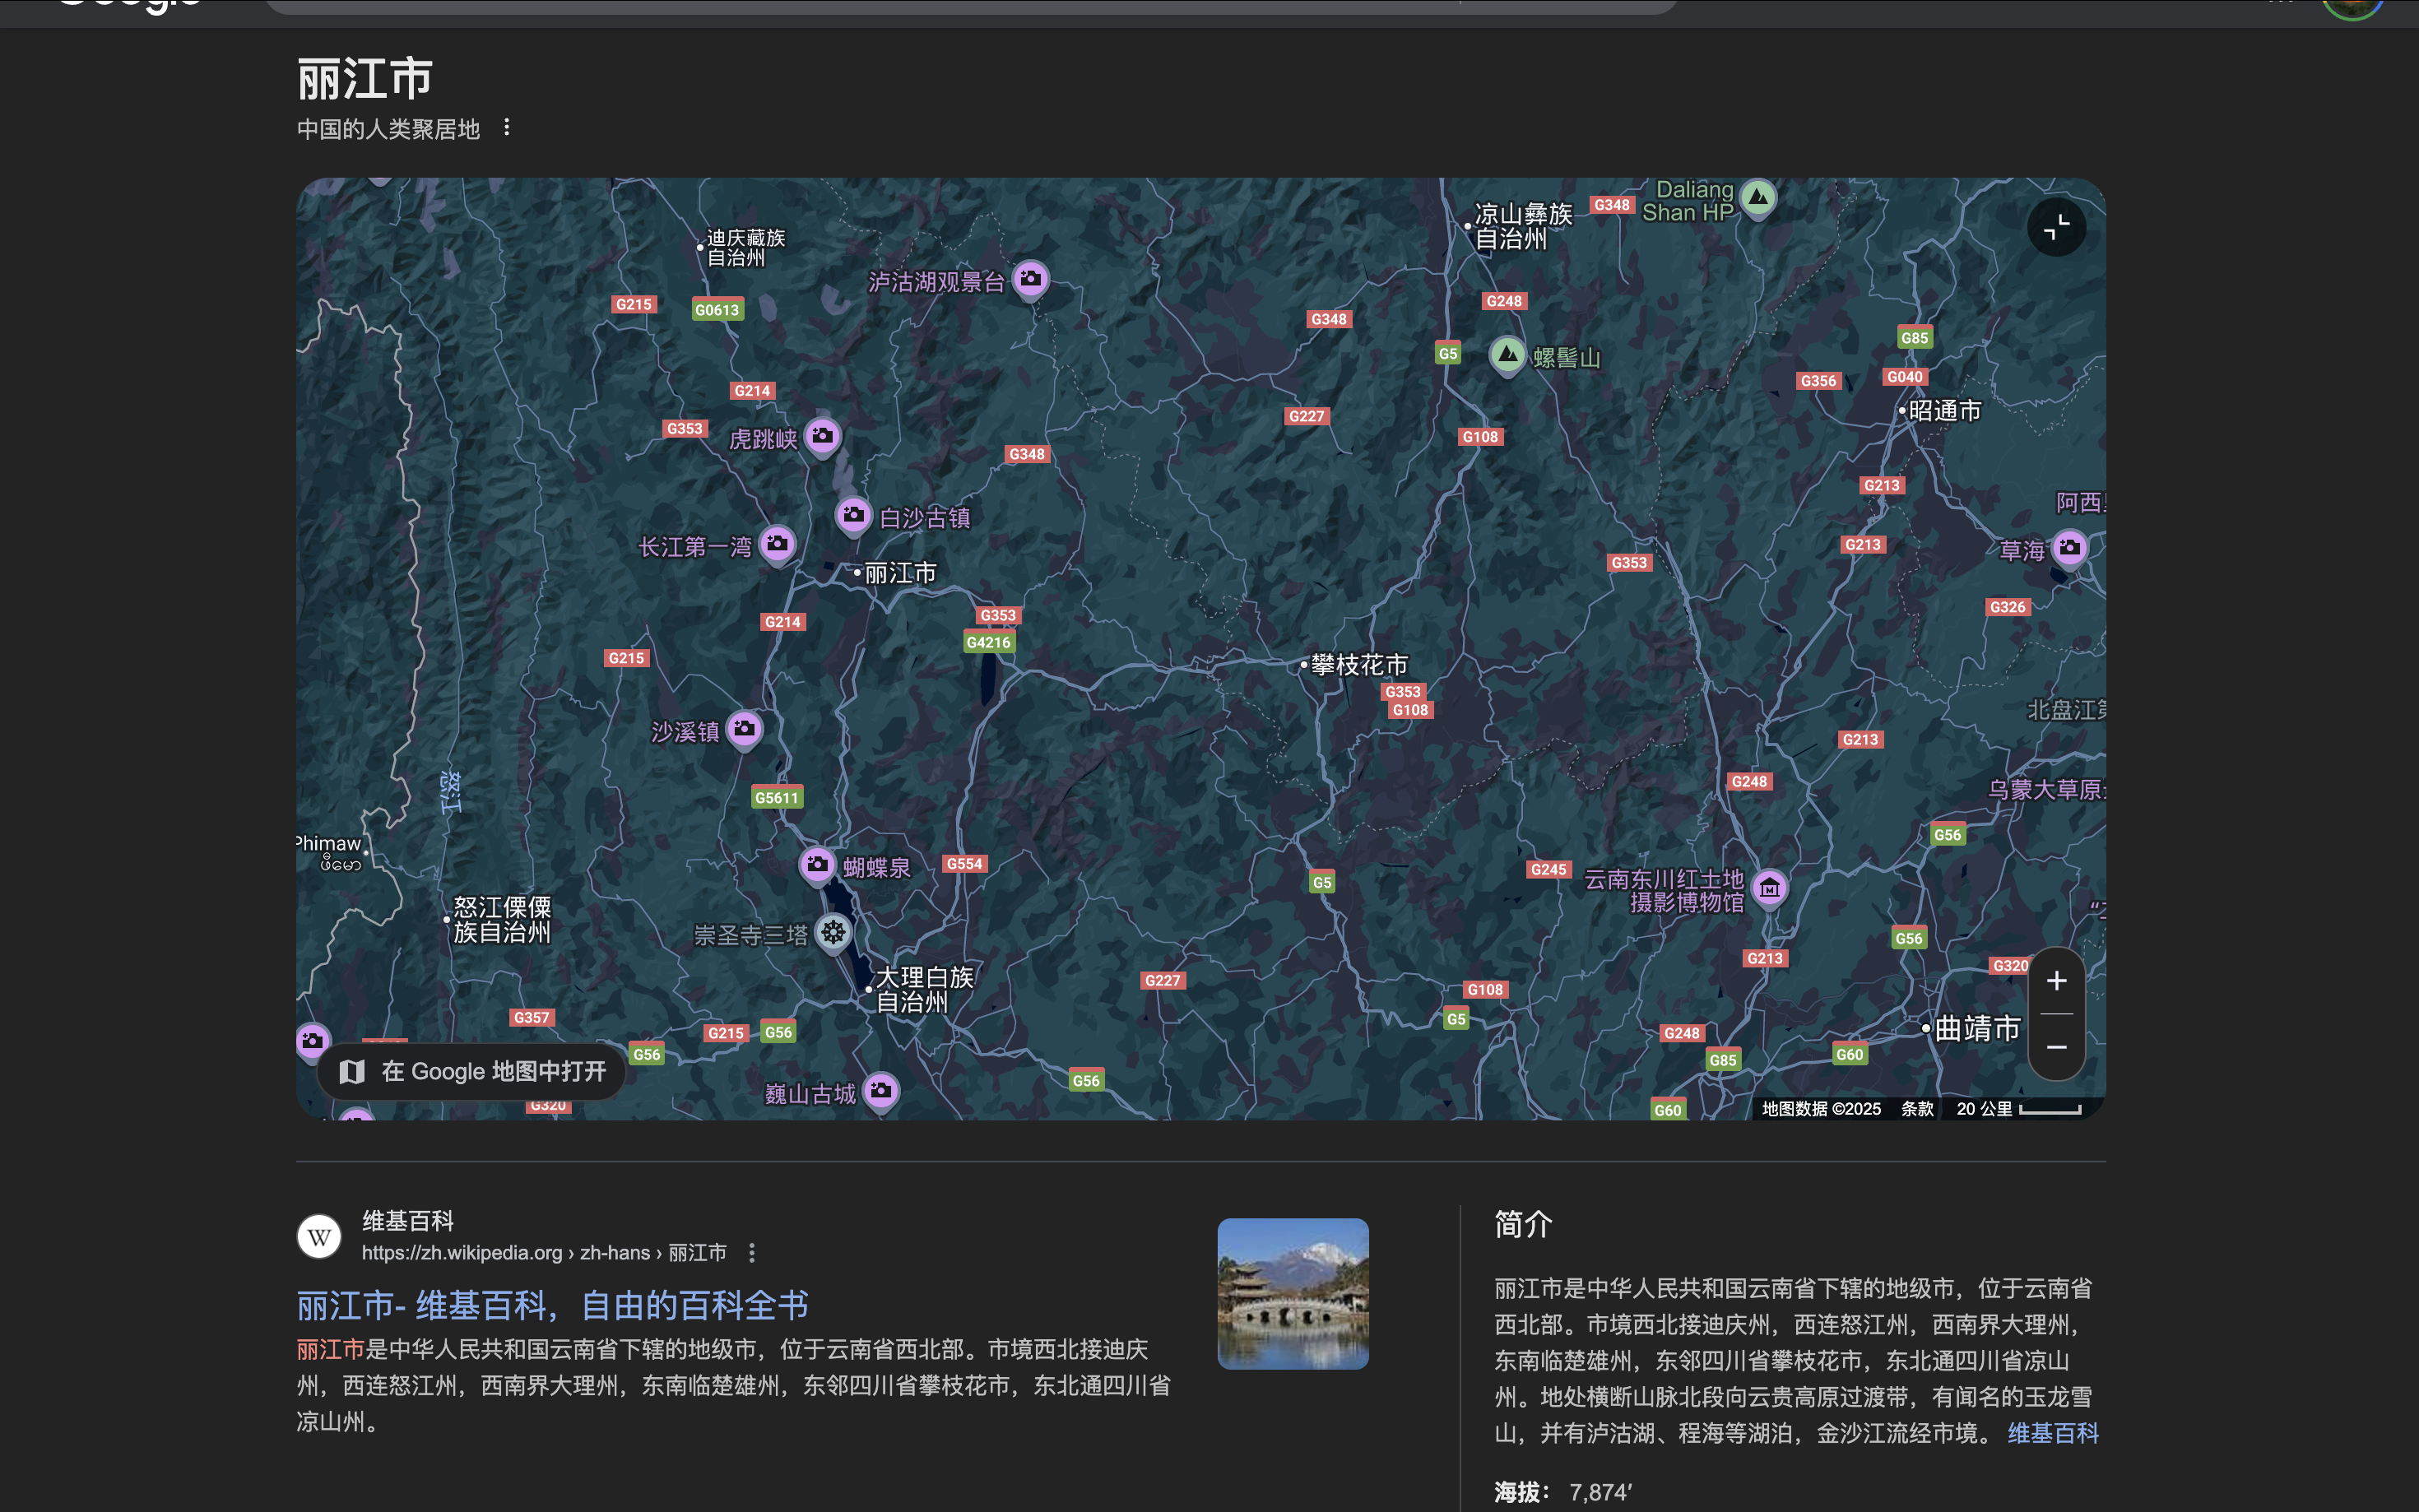 丽江市
中国的人类聚居地
Daliang
Shan HP
G348
凉山彝族
自治州
迪庆藏族
自治州
泸沽湖观景台
G215
G0613
G248
G348
G5
螺髻山
G85
G356
G040
G214
昭通市
G353
虎跳峡
G227
G108
G348
G213
白沙古镇
阿西里
长江第一湾
G213
草海
丽江市
G353
G326
G214
G353
G4216
G215
攀枝花市
G353
G108
北盘江第
沙溪镇
G213
G248
乌蒙大草原
怒江
G5611
G56
Phimaw
ဖီမော
蝴蝶泉
G554
G245
G5
云南东川红土地
摄影博物馆
怒江傈僳
族自治州
崇圣寺三塔
G56
G213
G320
大理白族
自治州
G227
G108
G357
G215
G56
G5
G248
曲靖市
G56
G85
G60
在 Google 地图中打开
G56
巍山古城
G320
G60
地图数据 ©2025 条款 20 公里
维基百科
https://zh.wikipedia.org › zh-hans › 丽江市
丽江市- 维基百科，自由的百科全书
丽江市是中华人民共和国云南省下辖的地级市，位于云南省西北部。市境西北接迪庆
州，西连怒江州，西南界大理州，东南临楚雄州，东邻四川省攀枝花市，东北通四川省
凉山州。
简介
丽江市是中华人民共和国云南省下辖的地级市，位于云南省
西北部。市境西北接迪庆州，西连怒江州，西南界大理州，
东南临楚雄州，东邻四川省攀枝花市，东北通四川省凉山
州。地处横断山脉北段向云贵高原过渡带，有闻名的玉龙雪
山，并有泸沽湖、程海等湖泊，金沙江流经市境。 维基百科
海拔： 7,874′